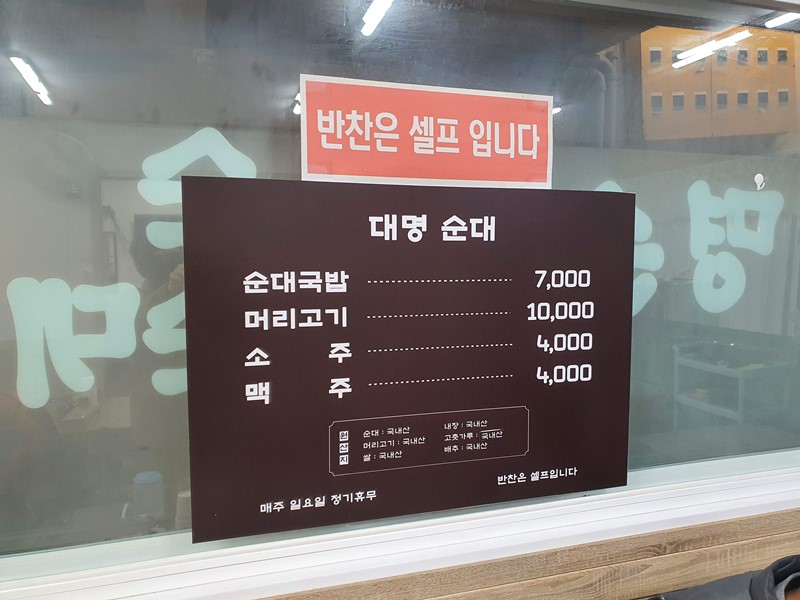 반찬은 셀프 입니다
대명 순대
순대국밥 7,000
머리고기 10,000
소 주 4,000
맥 주 4,000
원산지
순대 : 국내산 내장 : 국내산
머리고기 : 국내산 고춧가루 : 국내산
쌀 : 국내산 배추 : 국내산
반찬은 셀프입니다
매주 일요일 정기휴무